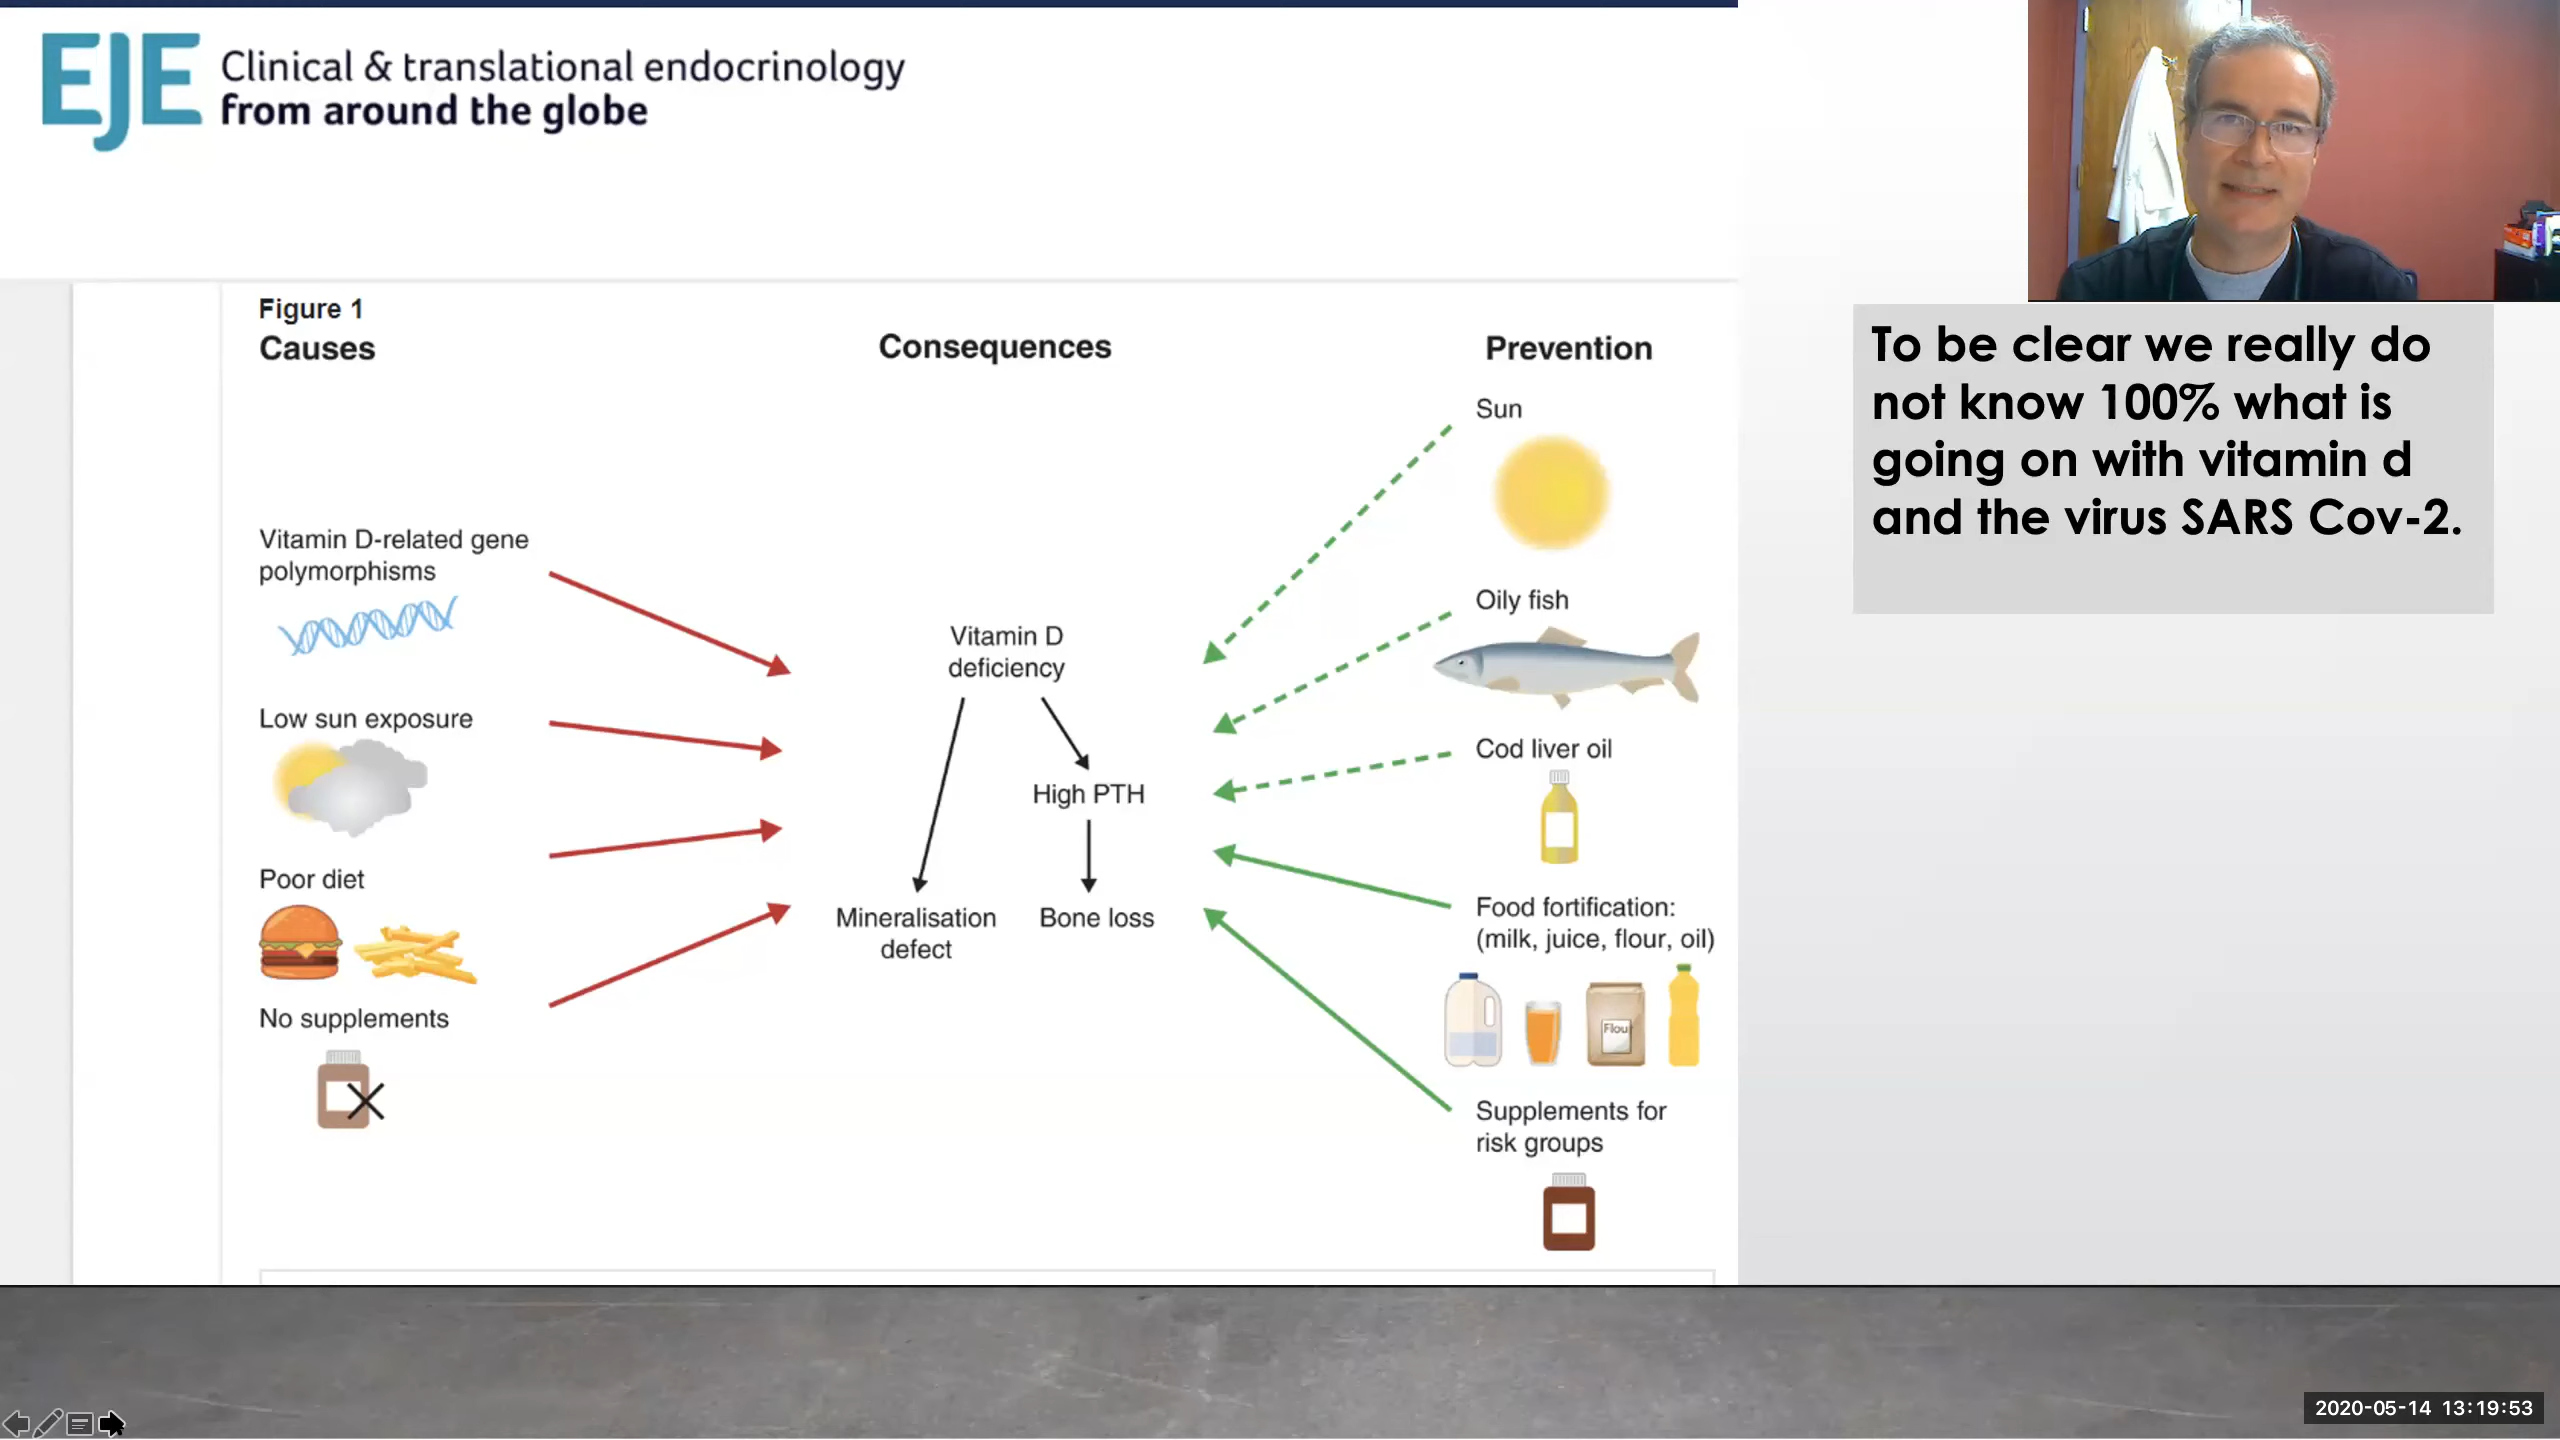 EJE
Clinical & translational endocrinology
from around the globe
To be clear we really do
not know 100% what is
going on with vitamin d
and the virus SARS Cov-2.
Figure 1
Causes
Vitamin D-related gene
polymorphisms
Low sun exposure
Poor diet
No supplements
Consequences
Vitamin D
deficiency
High PTH
Mineralisation
defect
Bone loss
Prevention
Sun
Oily fish
Cod liver oil
Food fortification:
(milk, juice, flour, oil)
Flour
Supplements for
risk groups
2020-05-14 13:19:53